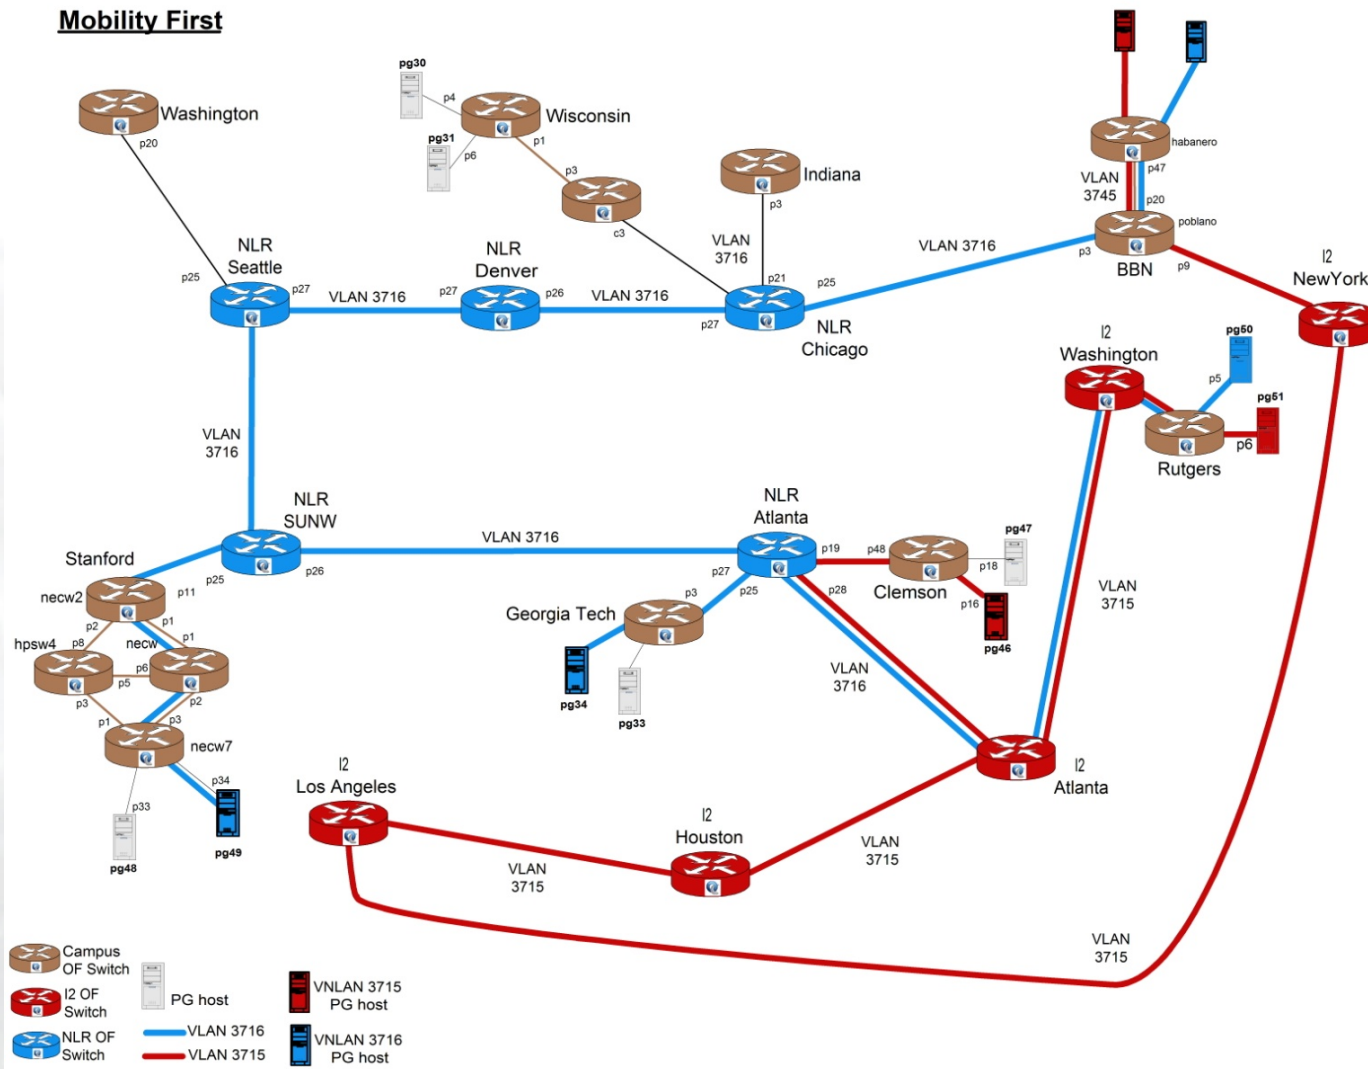 Mobility First
pg30
p4
Washington
Wisconsin
p20
pg31
p1
p6
p3
c3
Indiana
p3
VLAN
3716
p21
habanero
VLAN
3745
p47
p20
poblano
p3
BBN
p9
VLAN 3716
I2
NewYork
NLR
Seattle
p25
p27
VLAN 3716
NLR
Denver
p27
p26
VLAN 3716
p25
p27
NLR
Chicago
I2
Washington
pg50
p5
pg51
p6
Rutgers
VLAN
3716
NLR
SUNW
VLAN 3716
NLR
Atlanta
pg47
p19
p48
p18
Clemson
p16
pg46
Stanford
p25
p26
necw2
p11
p2
p1
hpsw4
p8
necw
p1
p6
p5
p3
p2
p1
p3
necw7
p34
p33
pg48
pg49
p27
p3
p25
p28
Georgia Tech
pg34
pg33
VLAN
3716
VLAN
3715
I2
Atlanta
I2
Los Angeles
I2
Houston
VLAN
3715
VLAN
3715
VLAN
3715
Campus
OF Switch
I2 OF
Switch
NLR OF
Switch
PG host
VLAN 3716
VLAN 3715
VNLAN 3715
PG host
VNLAN 3716
PG host